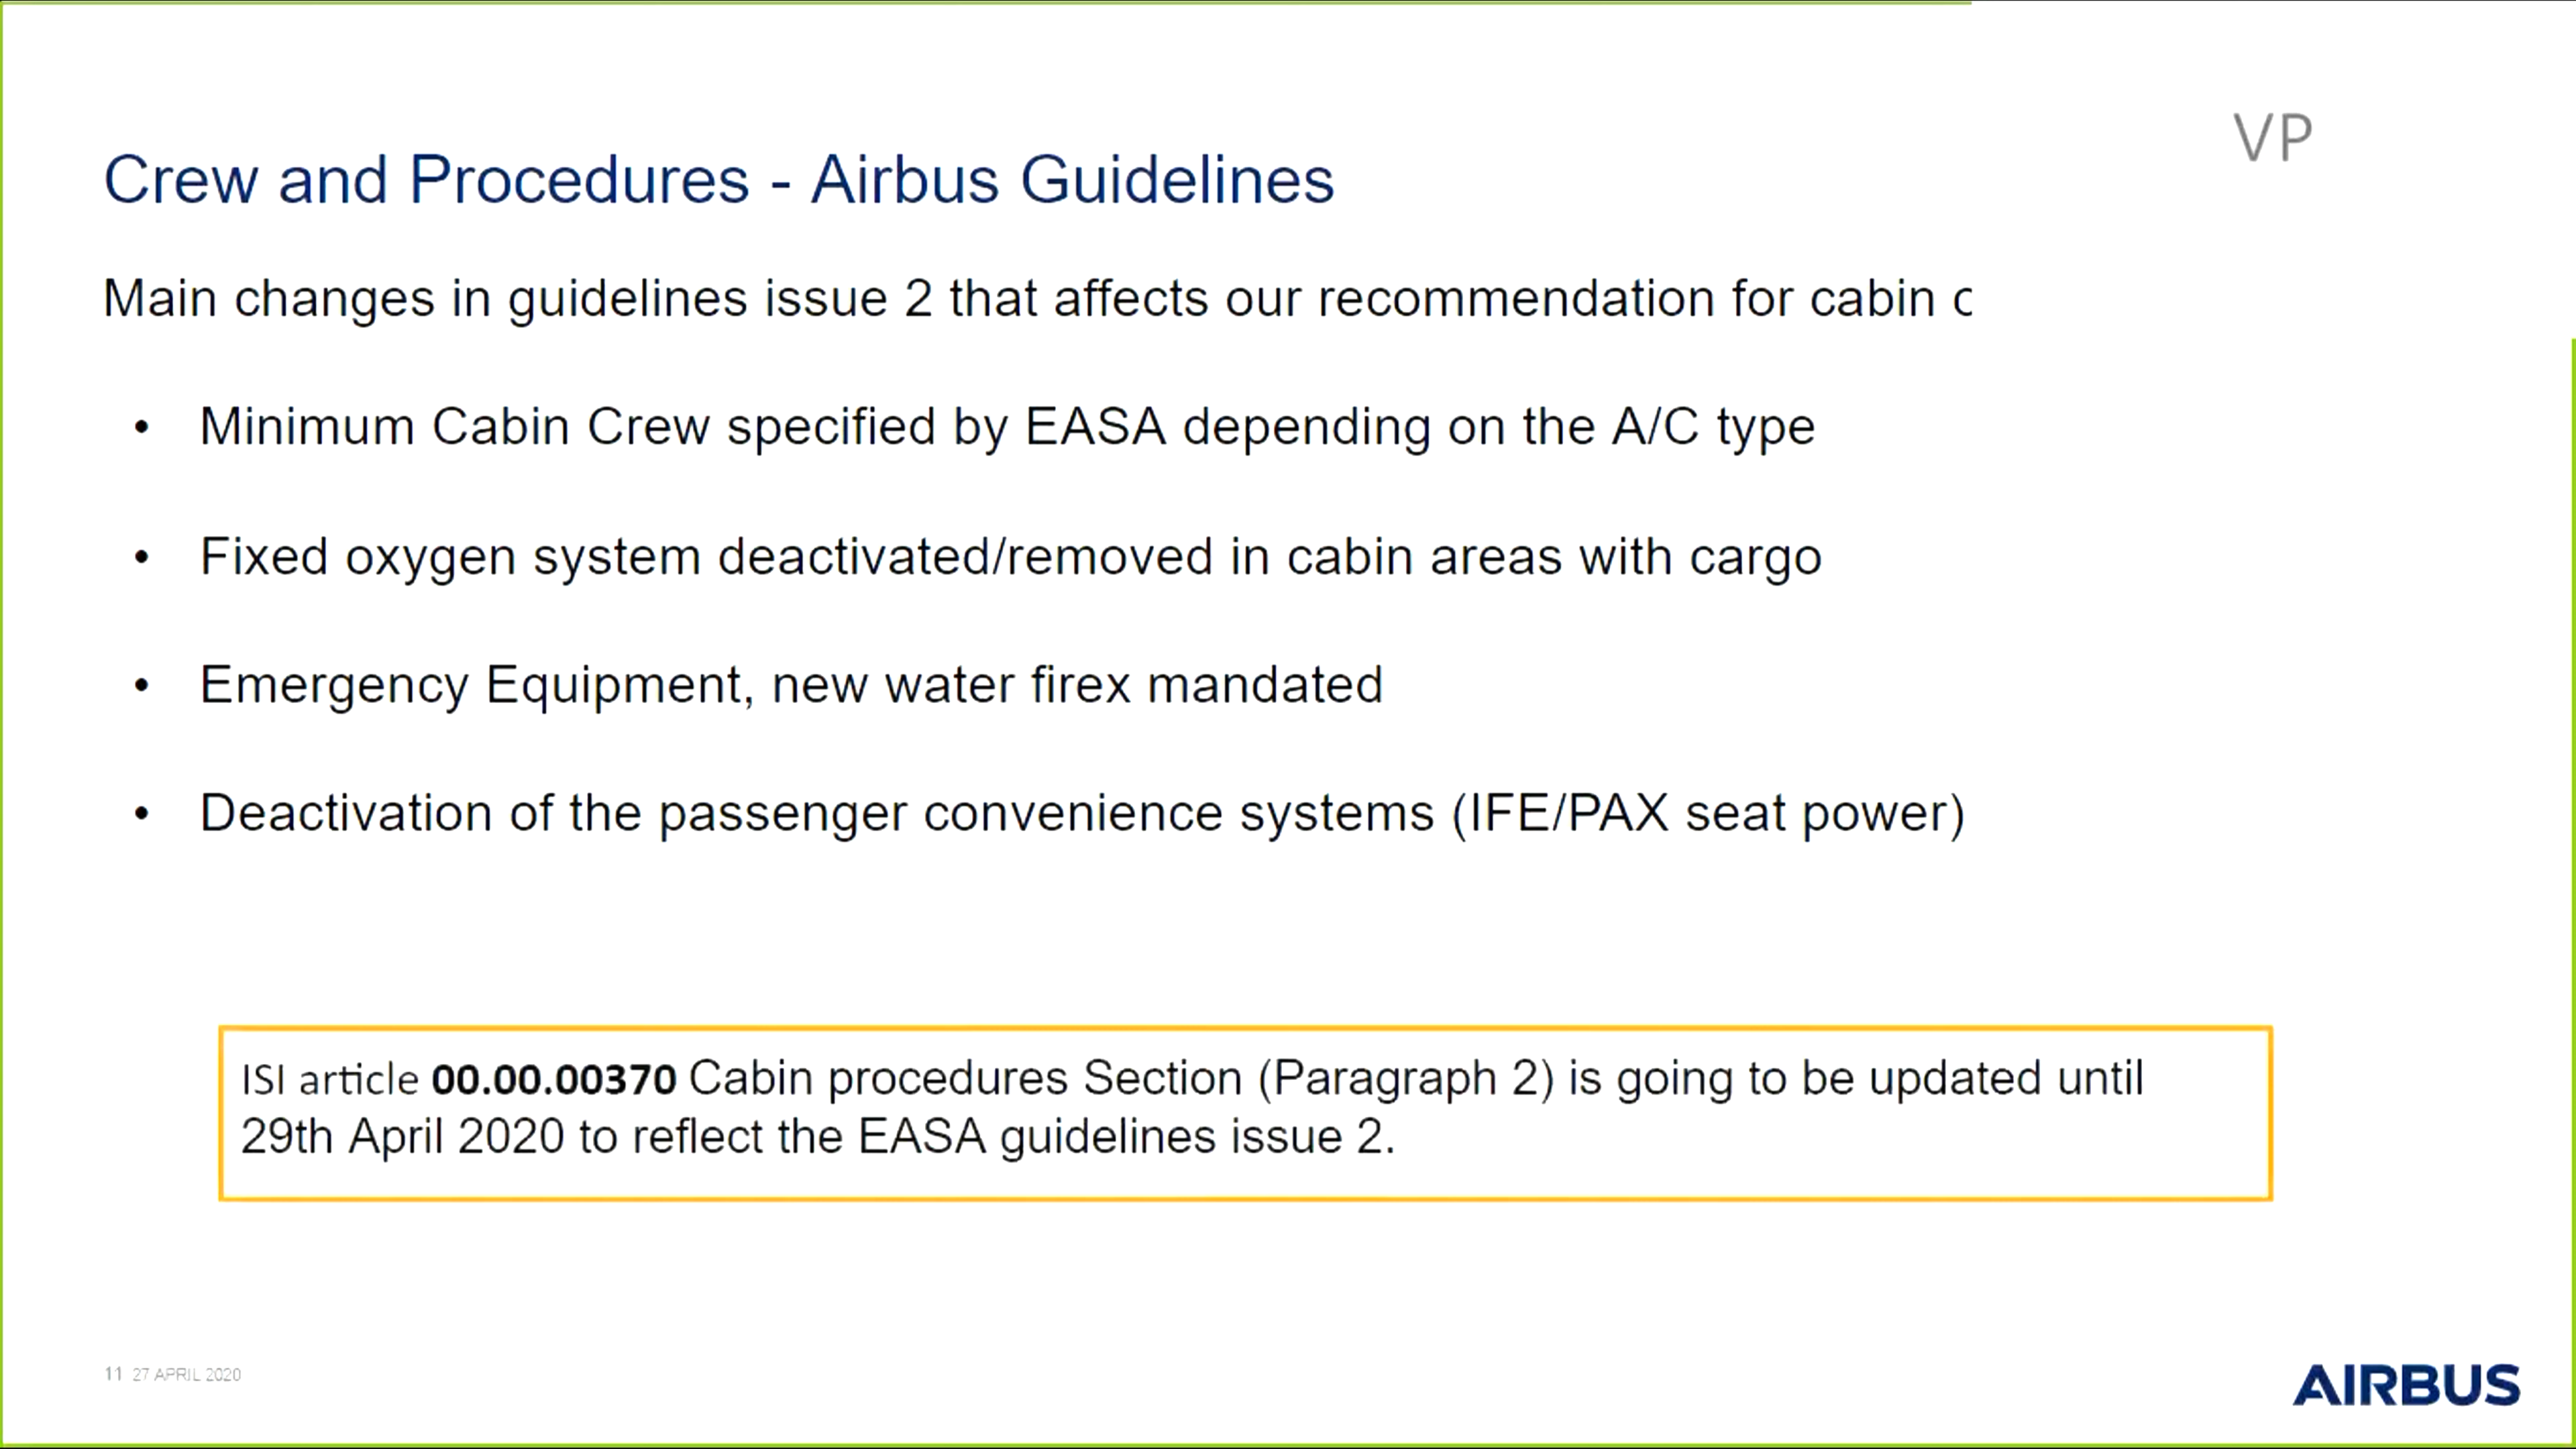 VP
Crew and Procedures - Airbus Guidelines
Main changes in guidelines issue 2 that affects our recommendation for cabin c
• Minimum Cabin Crew specified by EASA depending on the A/C type
• Fixed oxygen system deactivated/removed in cabin areas with cargo
• Emergency Equipment, new water firex mandated
• Deactivation of the passenger convenience systems (IFE/PAX seat power)
ISI article 00.00.00370 Cabin procedures Section (Paragraph 2) is going to be updated until
29th April 2020 to reflect the EASA guidelines issue 2.
11 27 APRIL 2020
AIRBUS